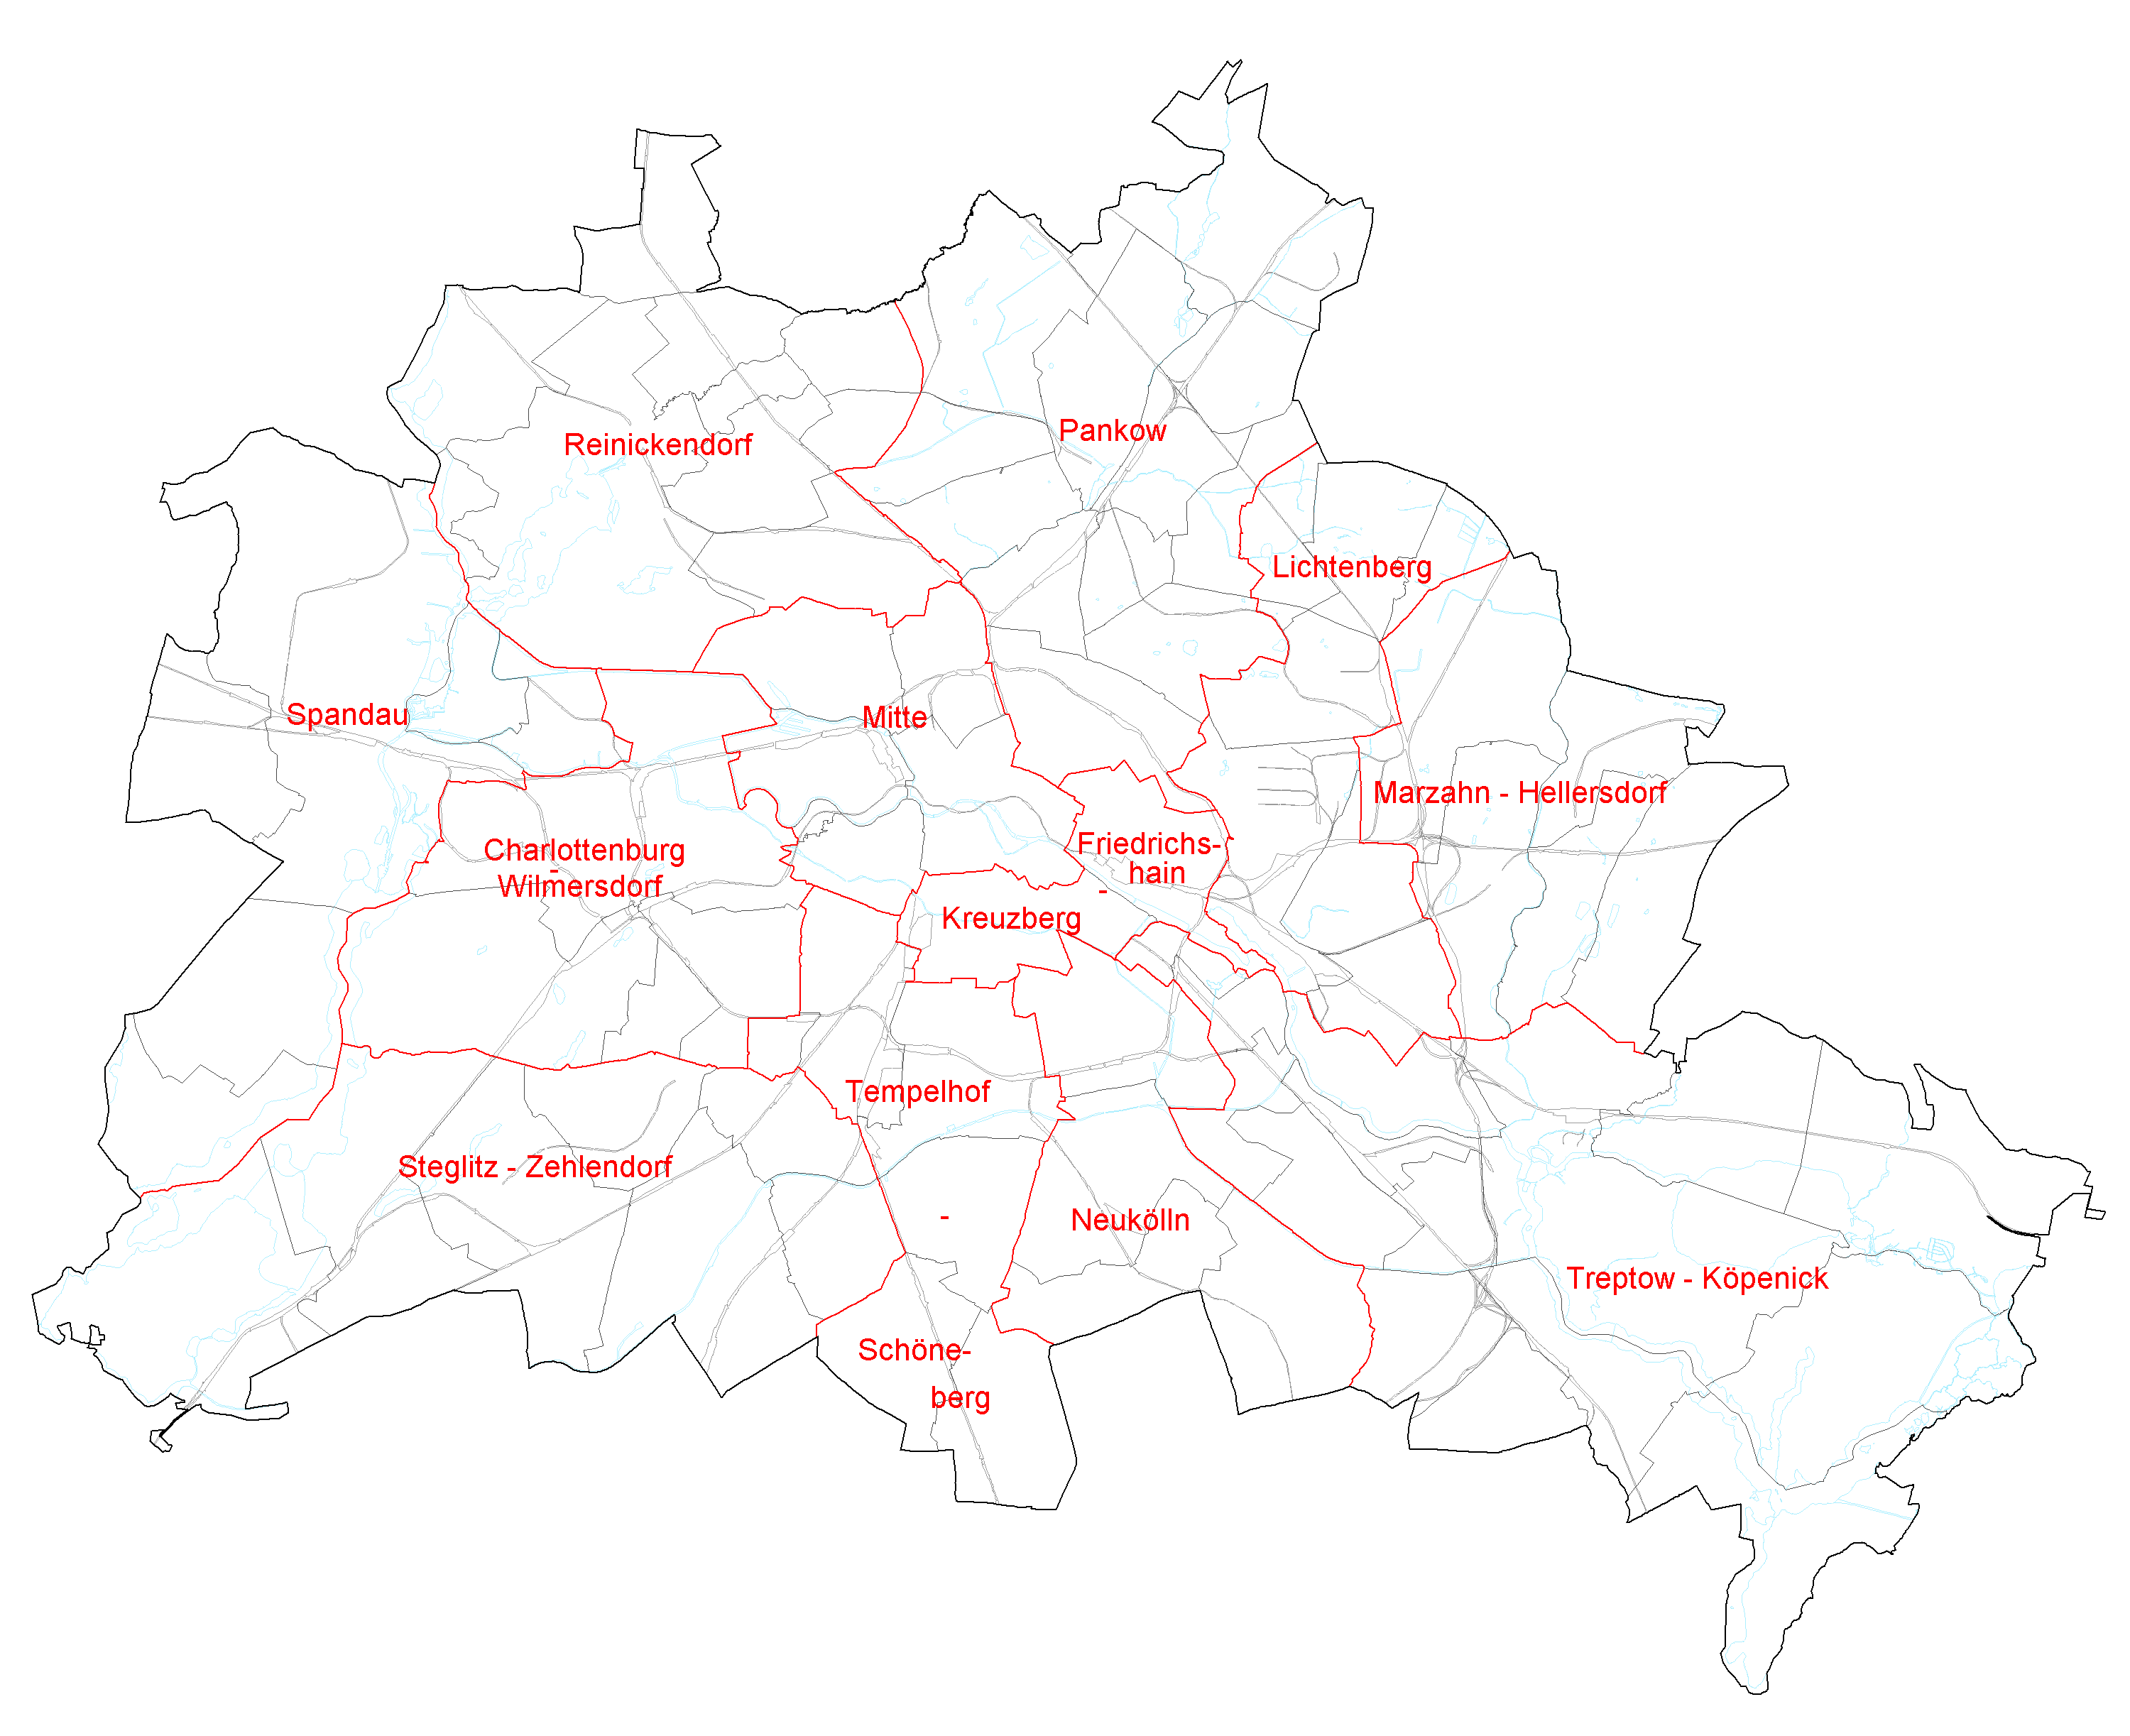 Pankow
Reinickendorf
Lichtenberg
Spandau
Mitte
Marzahn - Hellersdorf
Charlottenburg
-
Wilmersdorf
Friedrichs-
hain
-
Kreuzberg
Tempelhof
-
Schöne-
berg
Steglitz - Zehlendorf
Neukölln
Treptow - Köpenick